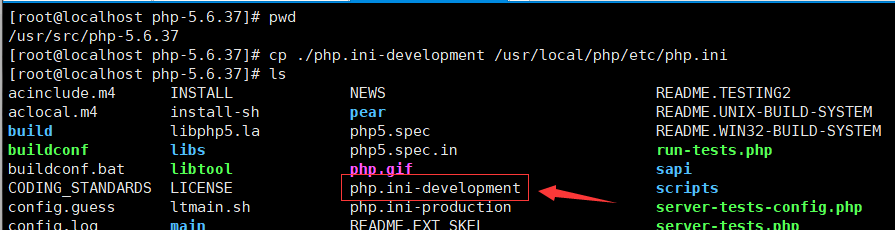 [root@localhost php-5.6.37]# pwd
/usr/src/php-5.6.37
[root@localhost php-5.6.37]# cp ./php.ini-development /usr/local/php/etc/php.ini
[root@localhost php-5.6.37]# ls
acinclude.m4 INSTALL NEWS README.TESTING2
aclocal.m4 install-sh pear README.UNIX-BUILD-SYSTEM
build libphp5.la php5.spec README.WIN32-BUILD-SYSTEM
buildconf libs php5.spec.in run-tests.php
buildconf.bat libtool php.gif sapi
CODING_STANDARDS LICENSE php.ini-development scripts
config.guess ltmain.sh php.ini-production server-tests-config.php
config.log main README.EXT_SKEL server-tests.php